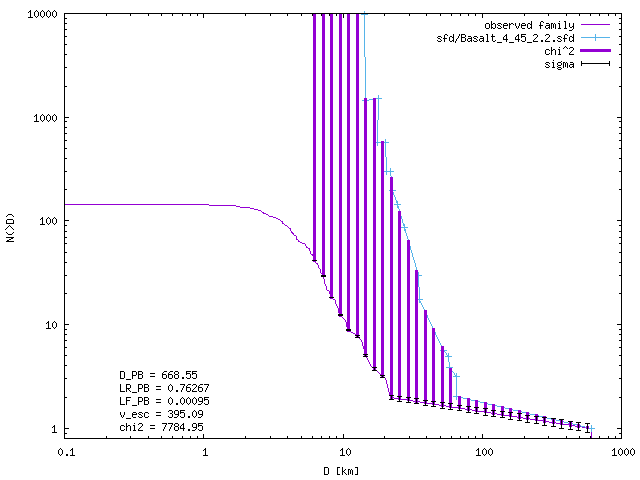 10000
1000
100
10
1
N(>D)
observed family
sfd/Basalt_4_45_2.2.sfd
chi^2
sigma
D_PB = 668.55
LR_PB = 0.76267
LF_PB = 0.00095
v_esc = 395.09
chi2 = 7784.95
0.1 1 10 100 1000
D [km]